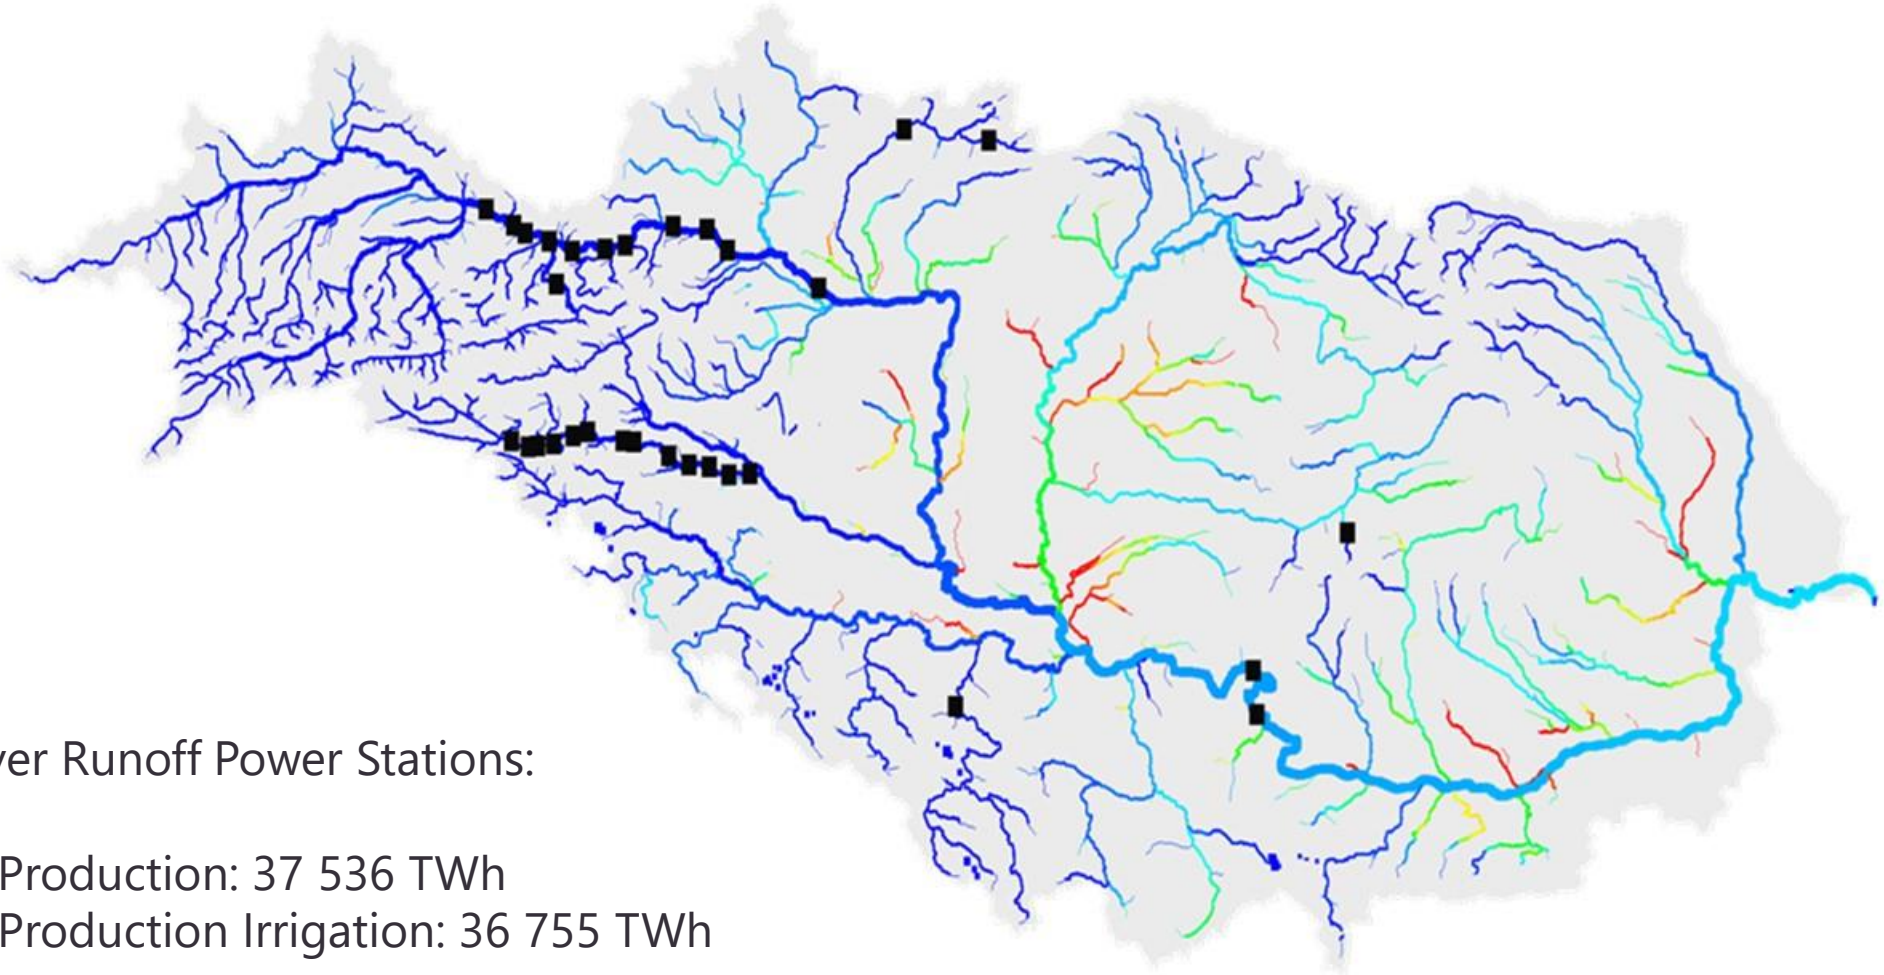 ver Runoff Power Stations:
Production: 37 536 TWh
Production Irrigation: 36 755 TWh